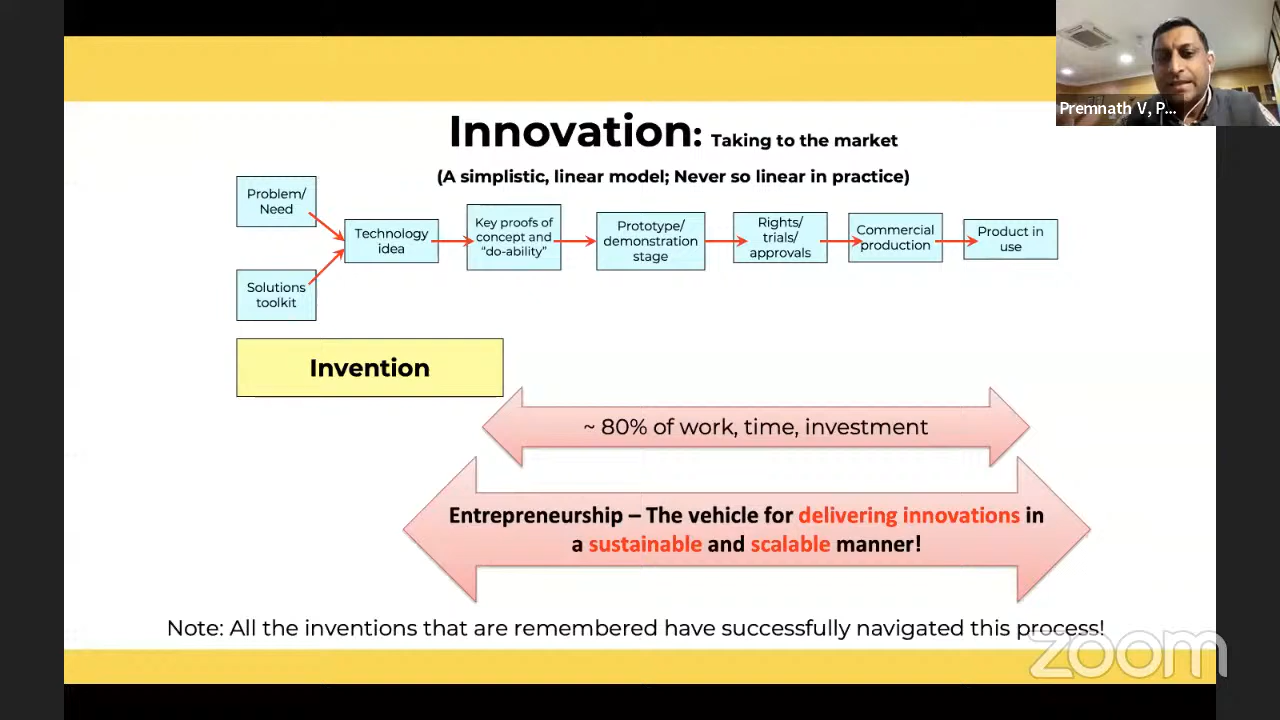 Premnath V, P...
Innovation: Taking to the market
(A simplistic, linear model; Never so linear in practice)
Problem/
Need
Solutions
toolkit
Technology
idea
Key proofs of
concept and
“do-ability”
Prototype/
demonstration
stage
Rights/
trials/
approvals
Commercial
production
Product in
use
Invention
~ 80% of work, time, investment
Entrepreneurship – The vehicle for delivering innovations in
a sustainable and scalable manner!
Note: All the inventions that are remembered have successfully navigated this process!
zoom